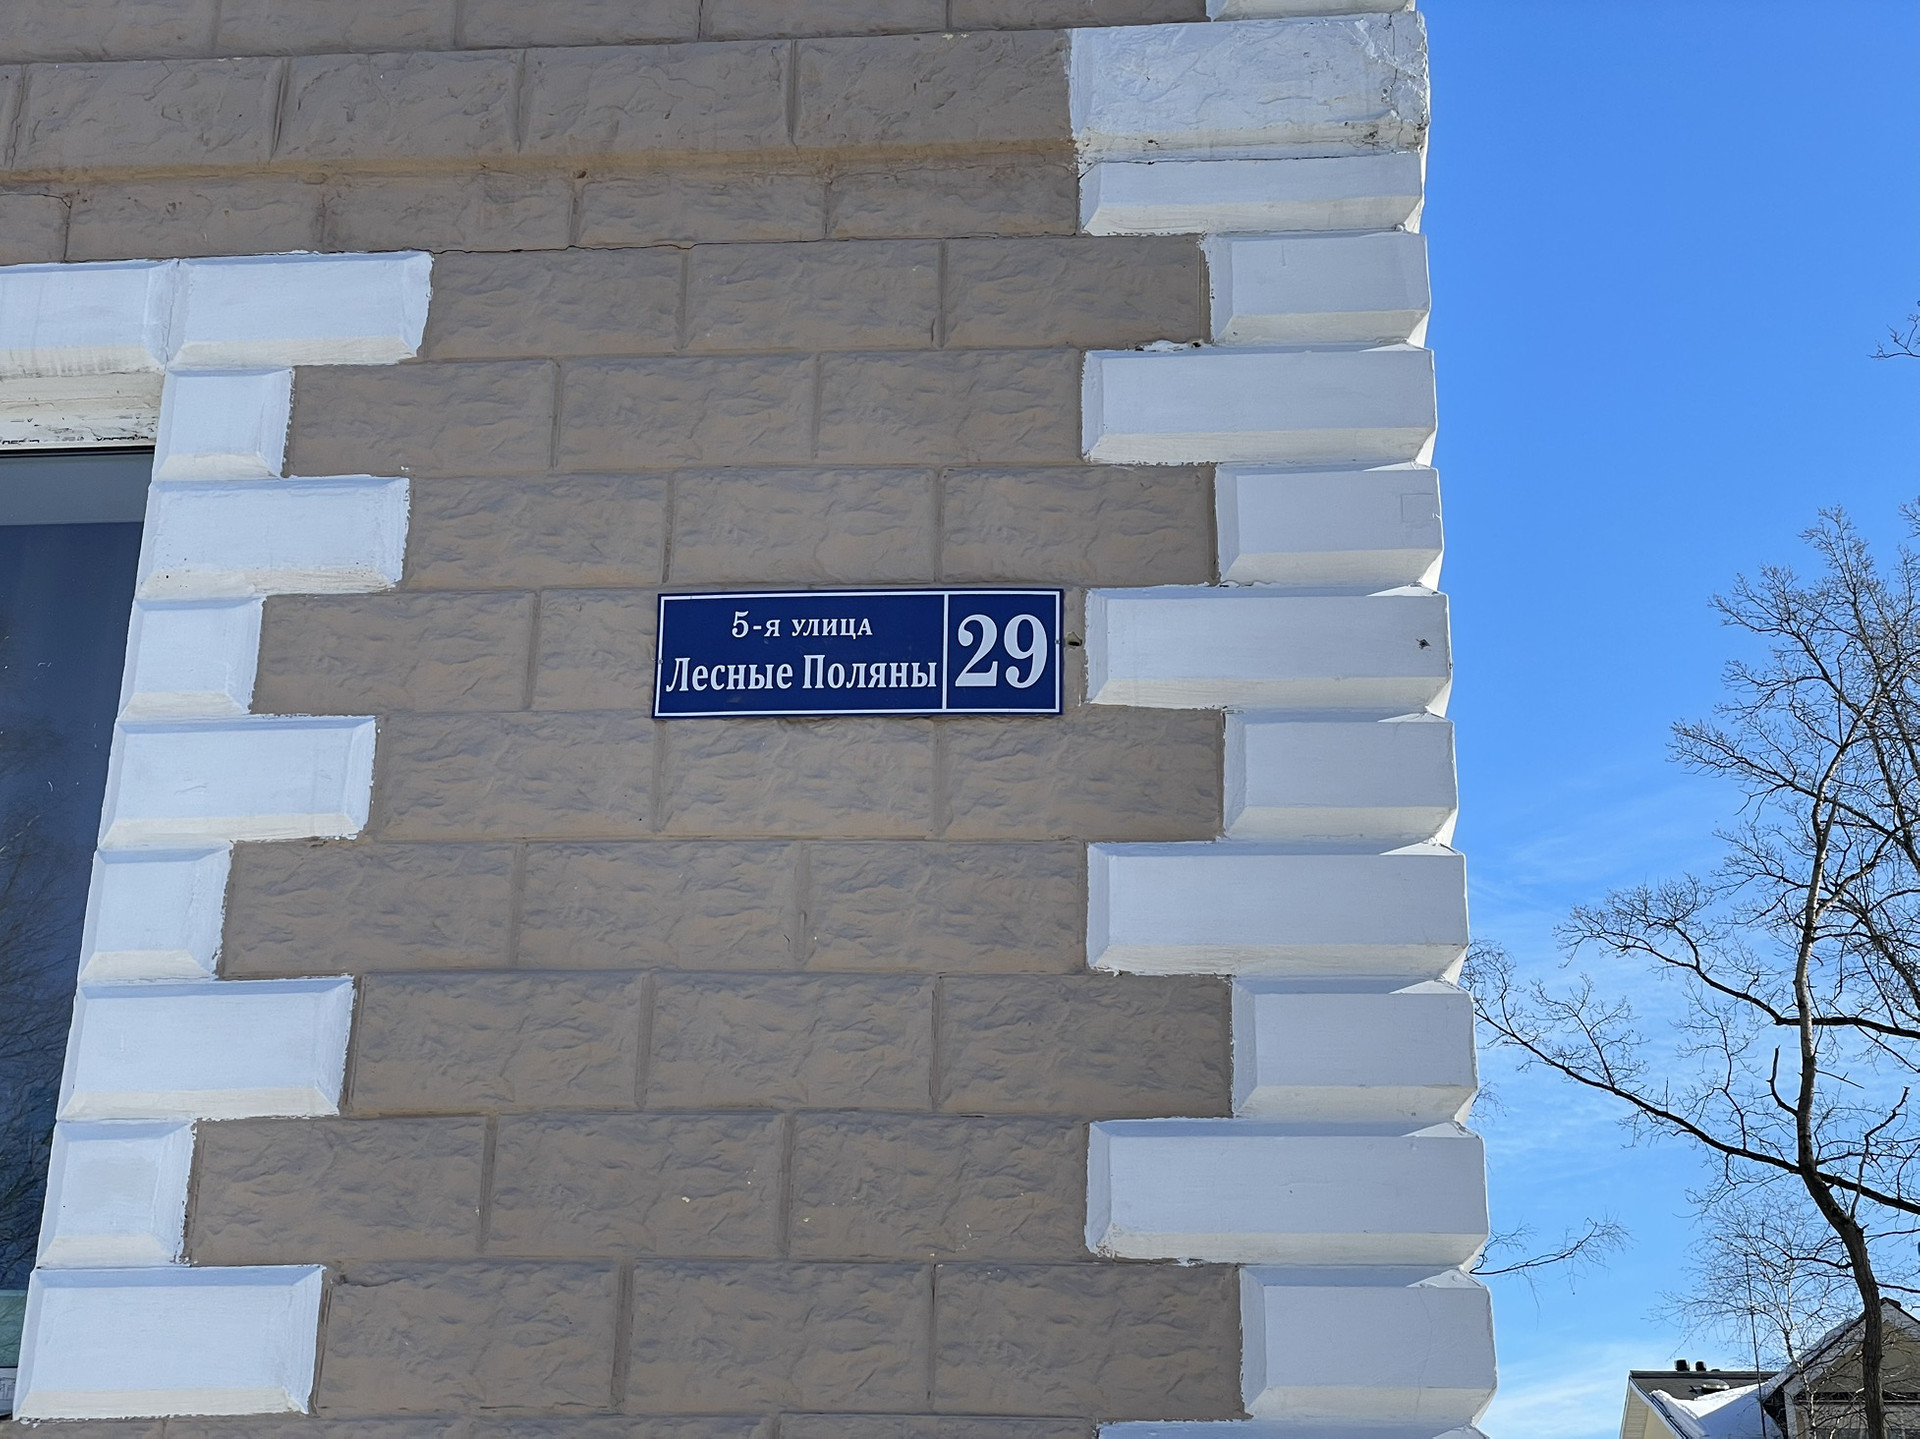 5-я улица
Лесные Поляны
29